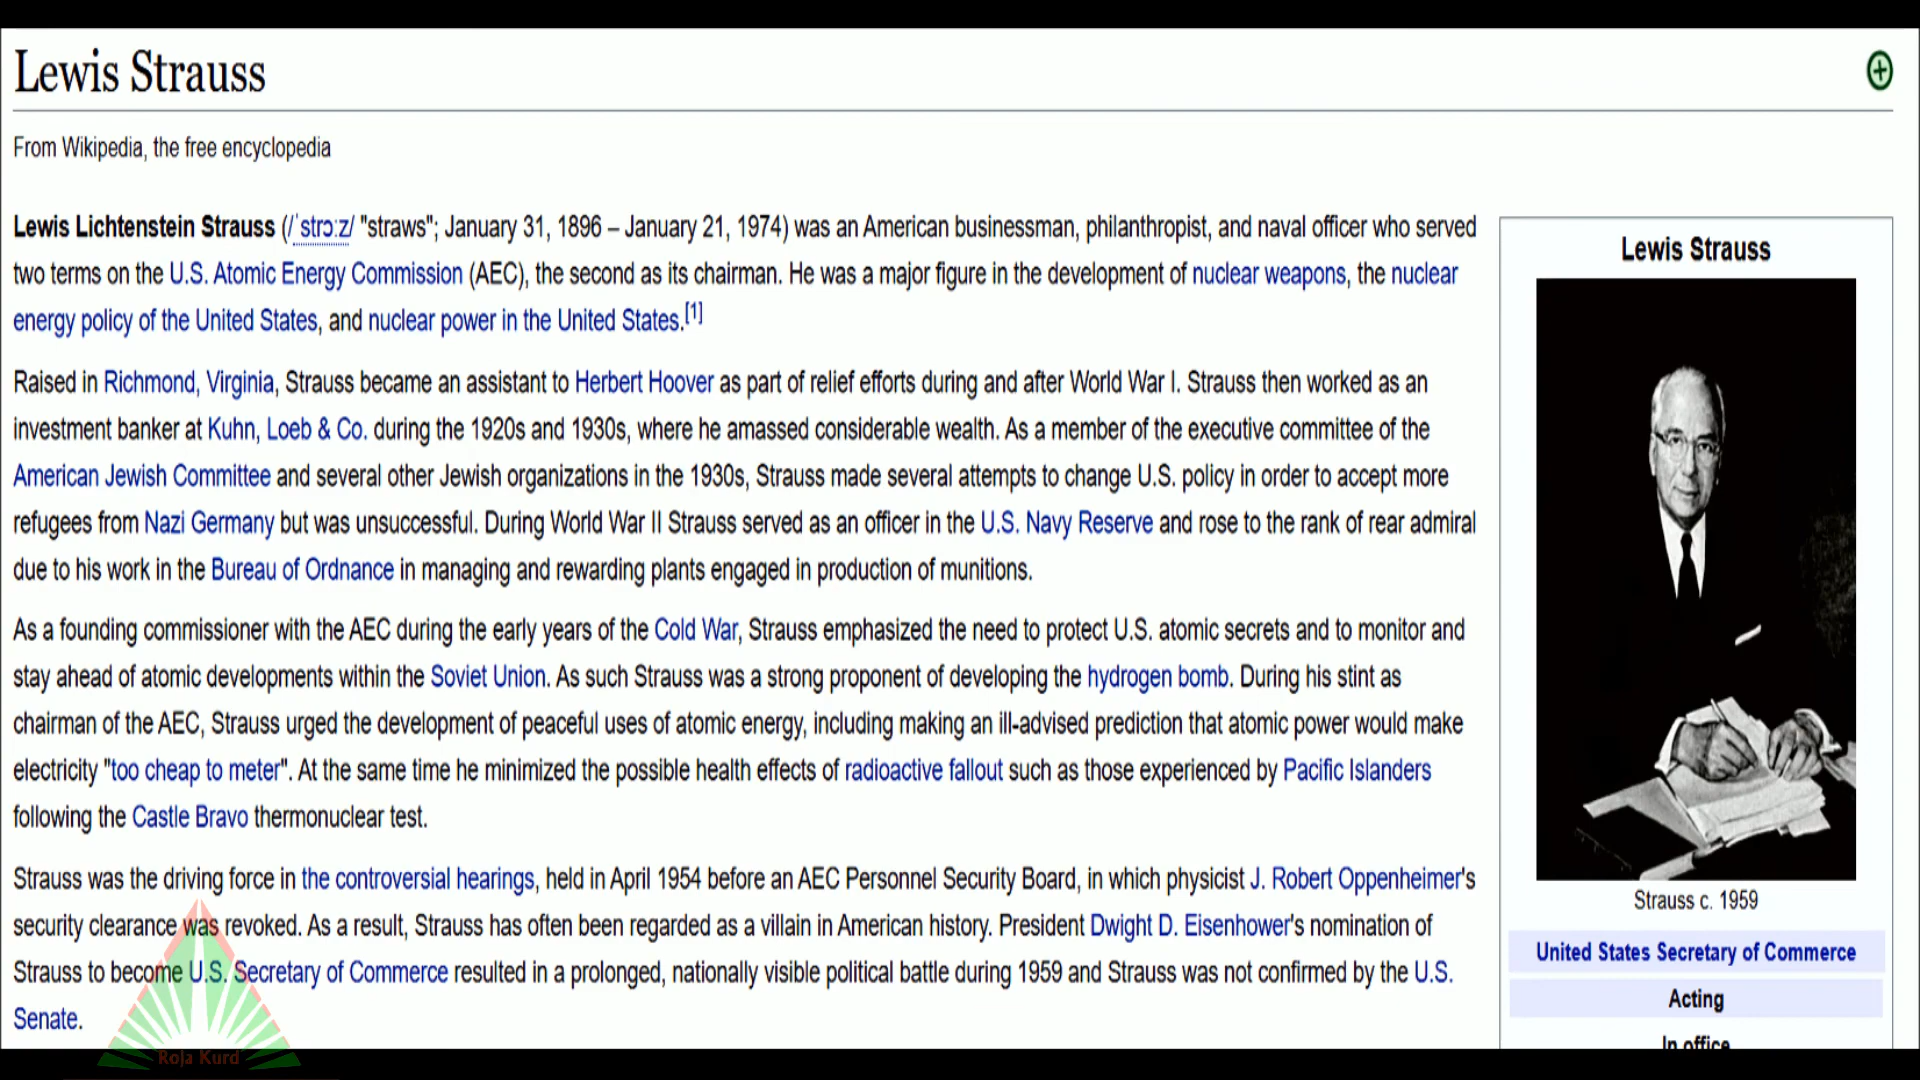 Lewis Strauss
From Wikipedia, the free encyclopedia
Lewis Lichtenstein Strauss (/ˈstrɔːz/ "straws"; January 31, 1896 – January 21, 1974) was an American businessman, philanthropist, and naval officer who served
two terms on the U.S. Atomic Energy Commission (AEC), the second as its chairman. He was a major figure in the development of nuclear weapons, the nuclear
energy policy of the United States, and nuclear power in the United States.[1]
Raised in Richmond, Virginia, Strauss became an assistant to Herbert Hoover as part of relief efforts during and after World War I. Strauss then worked as an
investment banker at Kuhn, Loeb & Co. during the 1920s and 1930s, where he amassed considerable wealth. As a member of the executive committee of the
American Jewish Committee and several other Jewish organizations in the 1930s, Strauss made several attempts to change U.S. policy in order to accept more
refugees from Nazi Germany but was unsuccessful. During World War II Strauss served as an officer in the U.S. Navy Reserve and rose to the rank of rear admiral
due to his work in the Bureau of Ordnance in managing and rewarding plants engaged in production of munitions.
As a founding commissioner with the AEC during the early years of the Cold War, Strauss emphasized the need to protect U.S. atomic secrets and to monitor and
stay ahead of atomic developments within the Soviet Union. As such Strauss was a strong proponent of developing the hydrogen bomb. During his stint as
chairman of the AEC, Strauss urged the development of peaceful uses of atomic energy, including making an ill-advised prediction that atomic power would make
electricity "too cheap to meter". At the same time he minimized the possible health effects of radioactive fallout such as those experienced by Pacific Islanders
following the Castle Bravo thermonuclear test.
Strauss was the driving force in the controversial hearings, held in April 1954 before an AEC Personnel Security Board, in which physicist J. Robert Oppenheimer's
security clearance was revoked. As a result, Strauss has often been regarded as a villain in American history. President Dwight D. Eisenhower's nomination of
Strauss to become U.S. Secretary of Commerce resulted in a prolonged, nationally visible political battle during 1959 and Strauss was not confirmed by the U.S.
Senate.
Lewis Strauss
Strauss c. 1959
United States Secretary of Commerce
Acting
In office
Roja Kurd